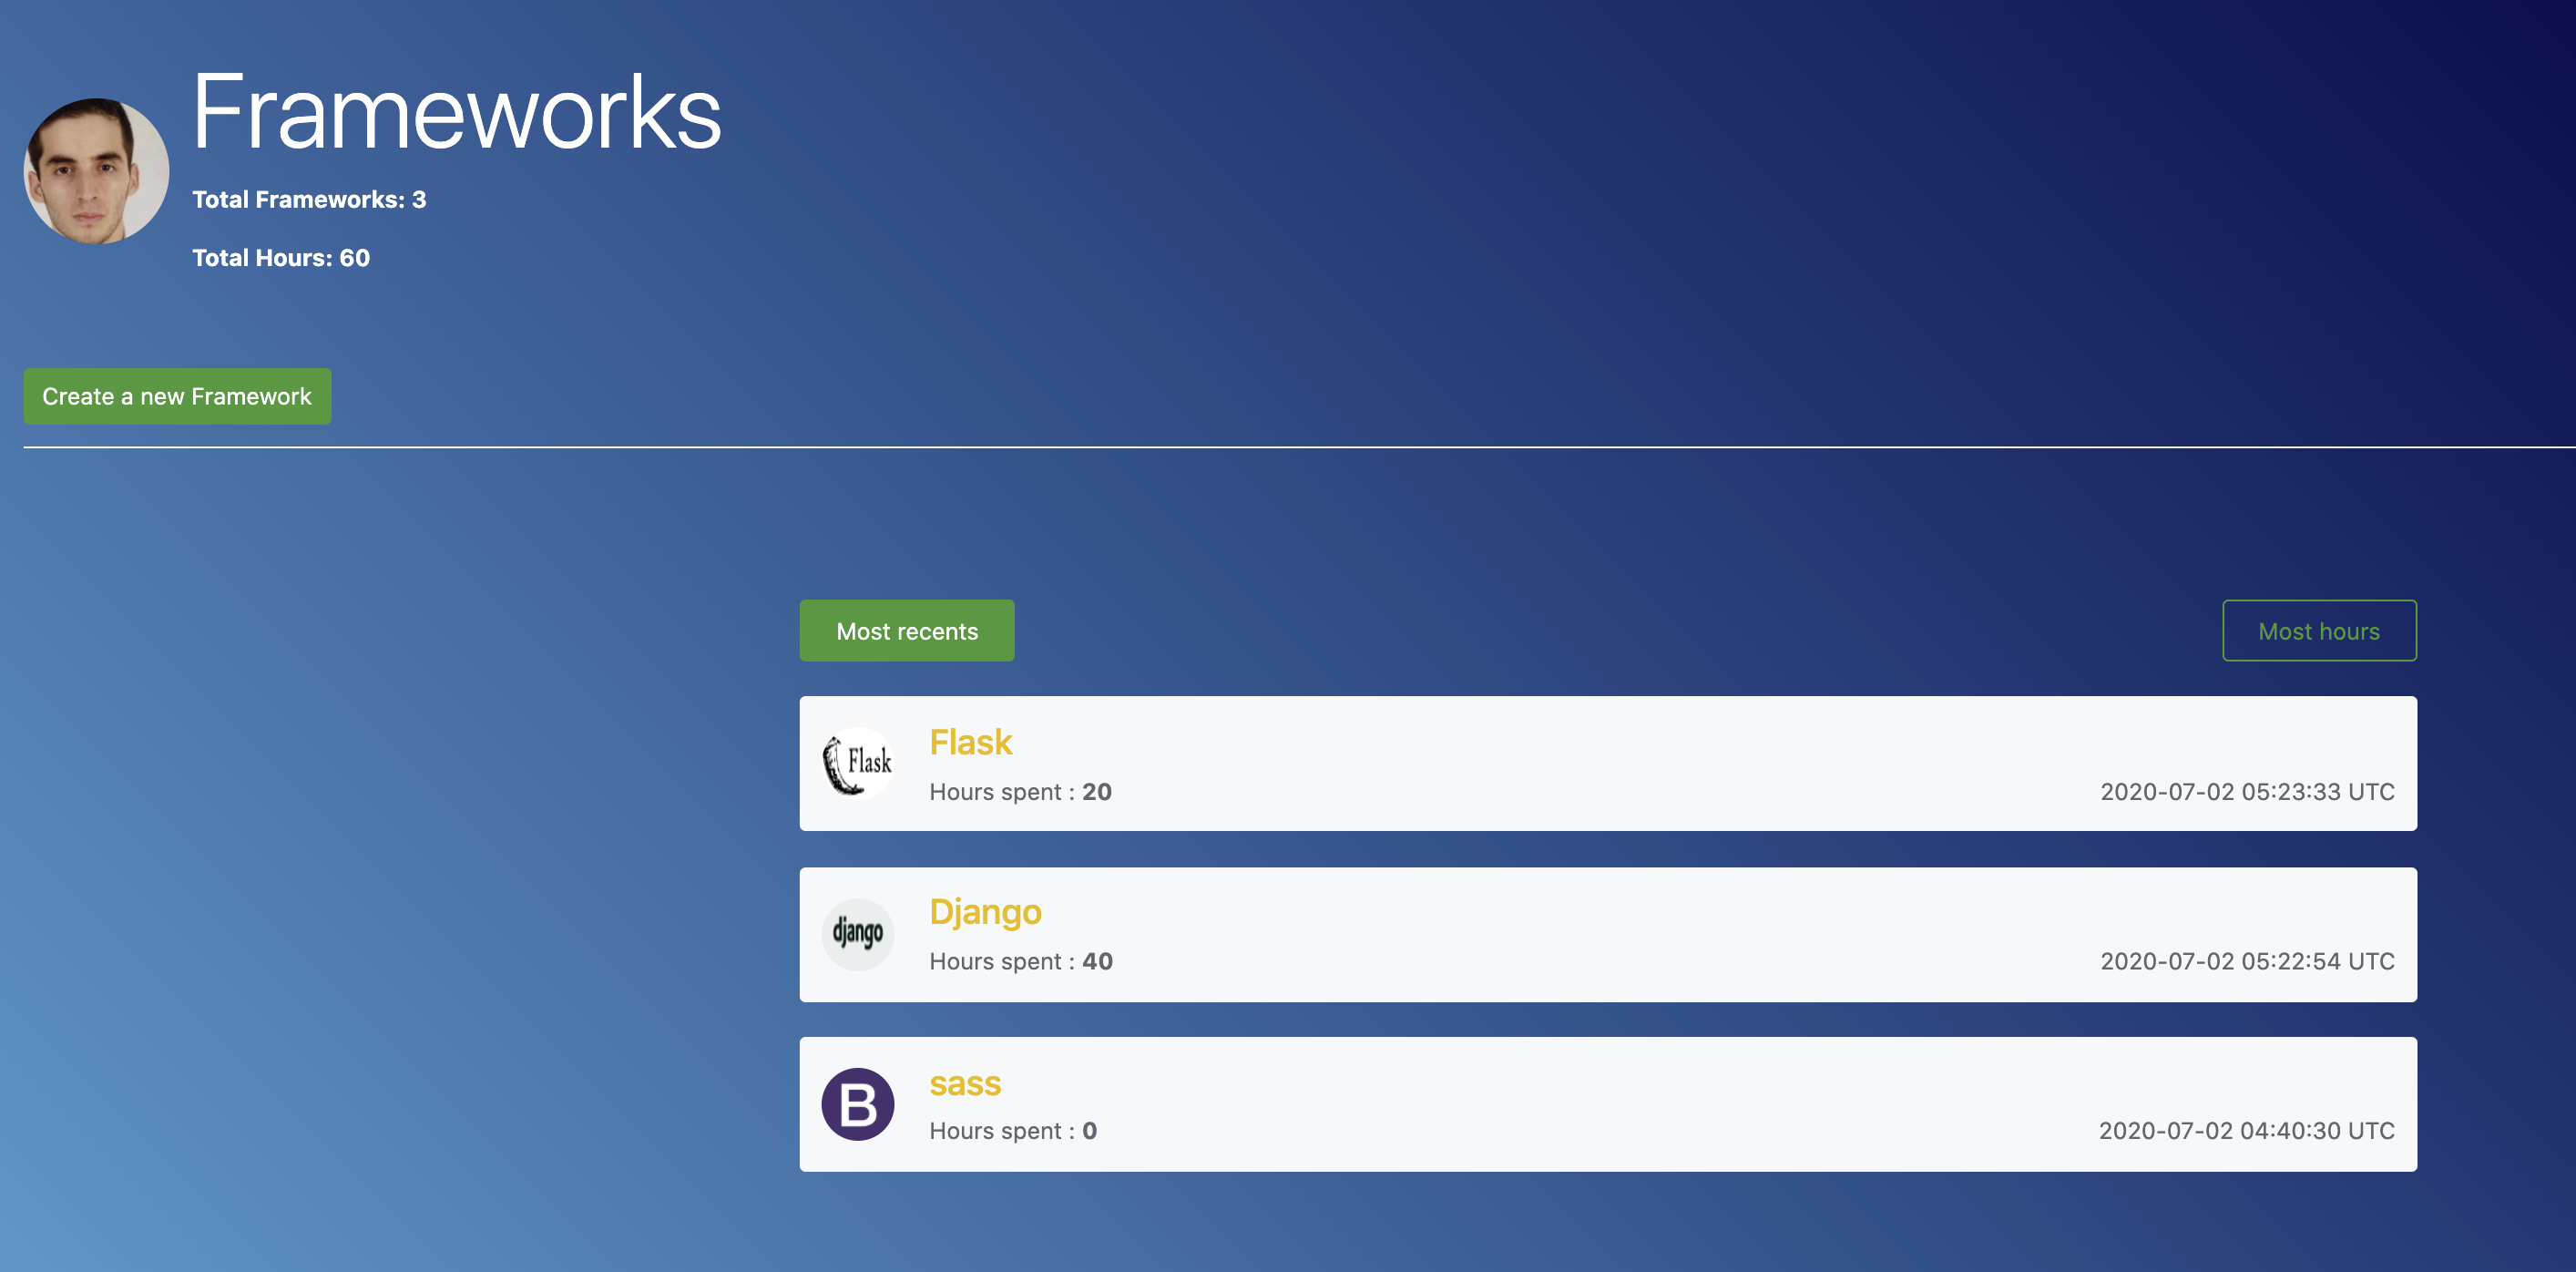 Frameworks
Total Frameworks: 3
Total Hours: 60
Create a new Framework
Most recents
Most hours
Flask
Flask
Hours spent : 20
2020-07-02 05:23:33 UTC
django
Django
Hours spent : 40
2020-07-02 05:22:54 UTC
B
sass
Hours spent : 0
2020-07-02 04:40:30 UTC